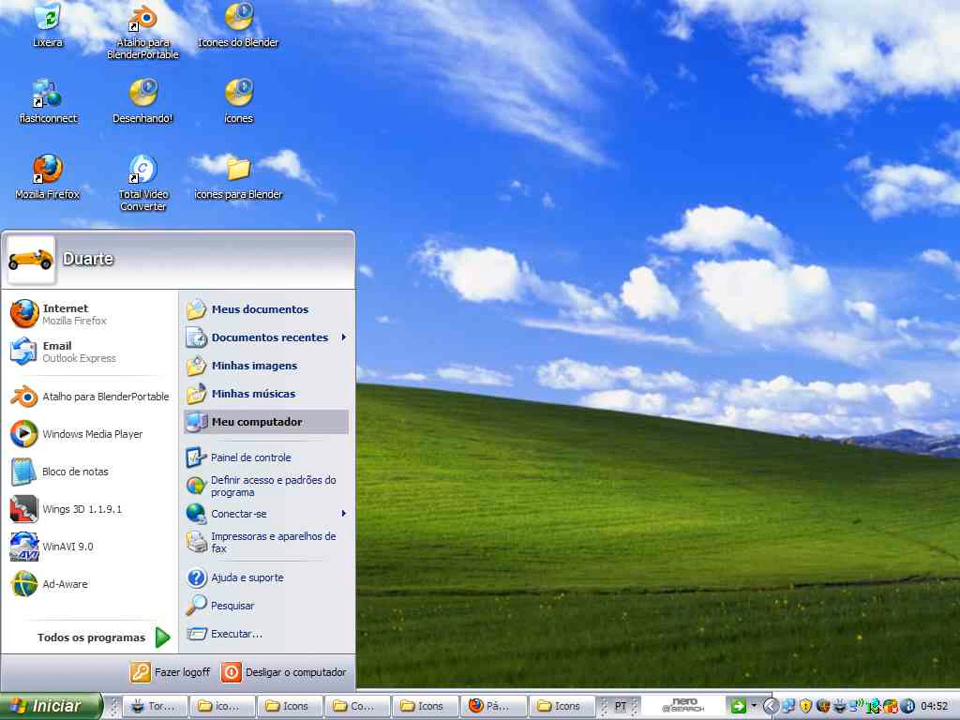 Lixeira
Atalho para
BlenderPortable
Icones do Blender
flashconnect
Desenhando!
ícones
Mozilla Firefox
Total Video
Converter
icones para Blender
Duarte
Internet
Mozilla Firefox
Email
Outlook Express
Atalho para BlenderPortable
Windows Media Player
Bloco de notas
Wings 3D 1.1.9.1
WinAVI 9.0
Ad-Aware
Todos os programas
Meus documentos
Documentos recentes
Minhas imagens
Minhas músicas
Meu computador
Painel de controle
Definir acesso e padrões do
programa
Conectar-se
Impressoras e aparelhos de
fax
Ajuda e suporte
Pesquisar
Executar...
Fazer logoff
Desligar o computador
Iniciar
Tor...
íco...
Icons
Co...
Icons
Pá...
Icons
PT
nero
SEARCH
04:52